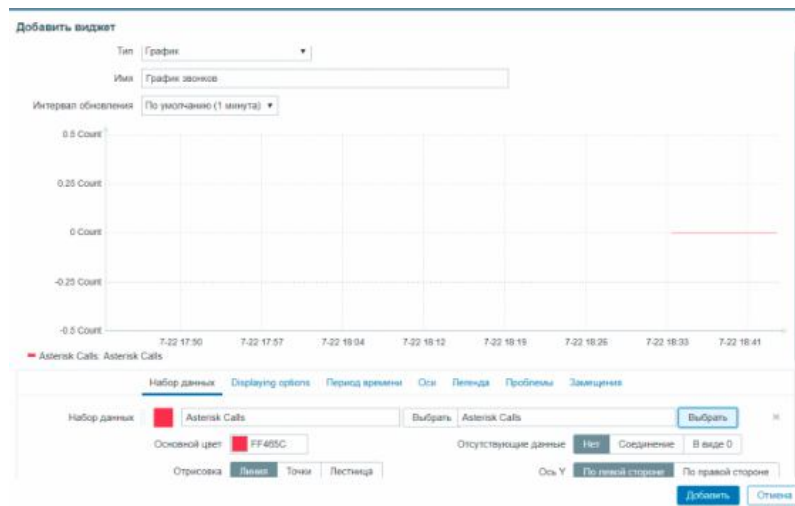 Добавить виджет
Тип График
Имя График звонков
Интервал обновления По умолчанию (1 минута)
0.5 Count
0.25 Count
0 Count
-0.25 Count
-0.5 Count
7-22 17:50 7-22 17:57 7-22 18:04 7-22 18:12 7-22 18:19 7-22 18:26 7-22 18:33 7-22 18:41
Asterisk Calls: Asterisk Calls
Набор данных Displaying options Период времени Оси Легенда Проблемы Замещения
Набор данных Asterisk Calls Выбрать Asterisk Calls Выбрать
Основной цвет FF465C Отсутствующие данные Нет Соединение В виде 0
Отрисовка Линия Точки Лестница Ось Y По левой стороне По правой стороне
Добавить Отмена